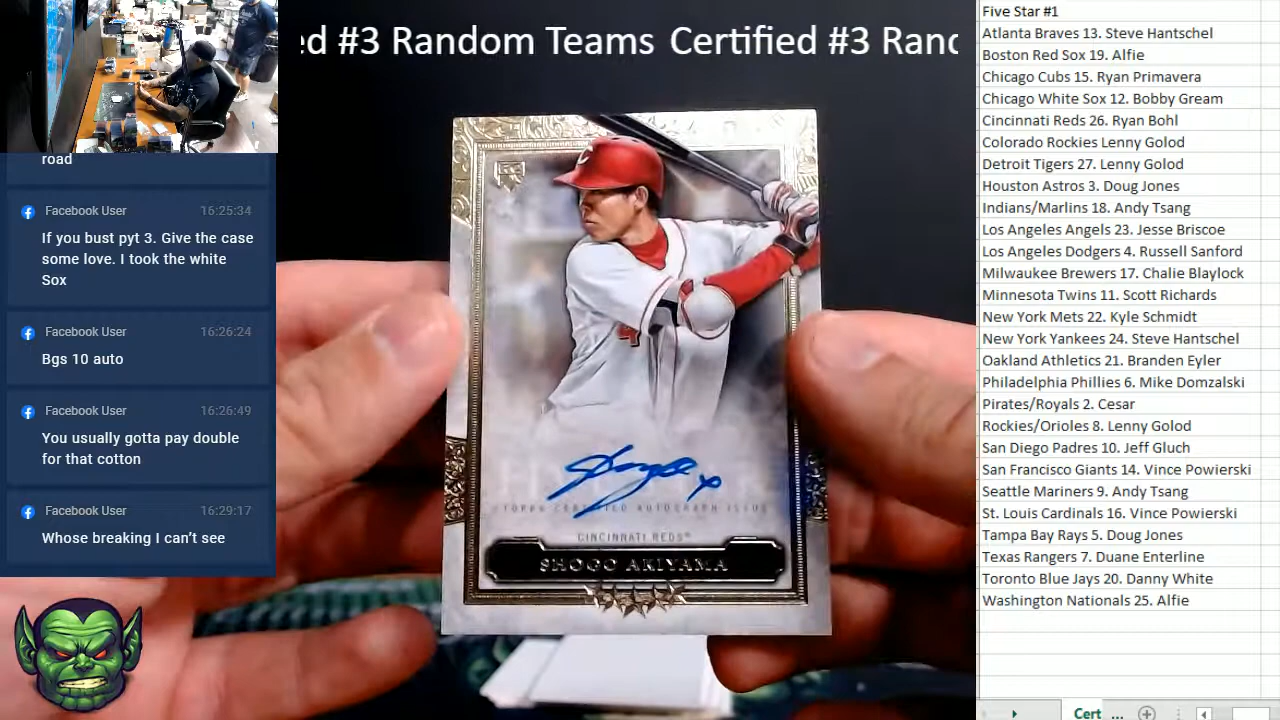 ed #3 Random Teams Certified #3 Ranc
road
Facebook User 16:25:34
If you bust pyt 3. Give the case
some love. I took the white
Sox
Facebook User 16:26:24
Bgs 10 auto
Facebook User 16:26:49
You usually gotta pay double
for that cotton
Facebook User 16:29:17
Whose breaking I can't see
RC
TOPPS CERTIFIED AUTOGRAPH ISSUE
CINCINNATI REDS
SHOGO AKIYAMA
Five Star #1
Atlanta Braves 13. Steve Hantschel
Boston Red Sox 19. Alfie
Chicago Cubs 15. Ryan Primavera
Chicago White Sox 12. Bobby Gream
Cincinnati Reds 26. Ryan Bohl
Colorado Rockies Lenny Golod
Detroit Tigers 27. Lenny Golod
Houston Astros 3. Doug Jones
Indians/Marlins 18. Andy Tsang
Los Angeles Angels 23. Jesse Briscoe
Los Angeles Dodgers 4. Russell Sanford
Milwaukee Brewers 17. Chalie Blaylock
Minnesota Twins 11. Scott Richards
New York Mets 22. Kyle Schmidt
New York Yankees 24. Steve Hantschel
Oakland Athletics 21. Branden Eyler
Philadelphia Phillies 6. Mike Domzalski
Pirates/Royals 2. Cesar
Rockies/Orioles 8. Lenny Golod
San Diego Padres 10. Jeff Gluch
San Francisco Giants 14. Vince Powierski
Seattle Mariners 9. Andy Tsang
St. Louis Cardinals 16. Vince Powierski
Tampa Bay Rays 5. Doug Jones
Texas Rangers 7. Duane Enterline
Toronto Blue Jays 20. Danny White
Washington Nationals 25. Alfie
Cert ...